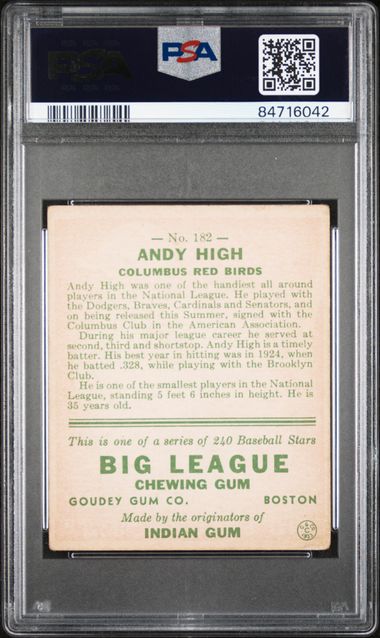 PSA
PSA
84716042
— No. 182 —
ANDY HIGH
COLUMBUS RED BIRDS
Andy High was one of the handiest all around
players in the National League. He played with
the Dodgers, Braves, Cardinals and Senators, and
on being released this Summer, signed with the
Columbus Club in the American Association.
During his major league career he served at
second, third and shortstop. Andy High is a timely
batter. His best year in hitting was in 1924, when
he batted .328, while playing with the Brooklyn
Club.
He is one of the smallest players in the National
League, standing 5 feet 6 inches in height. He is
35 years old.
This is one of a series of 240 Baseball Stars
BIG LEAGUE
CHEWING GUM
GOUDEY GUM CO. BOSTON
Made by the originators of
INDIAN GUM